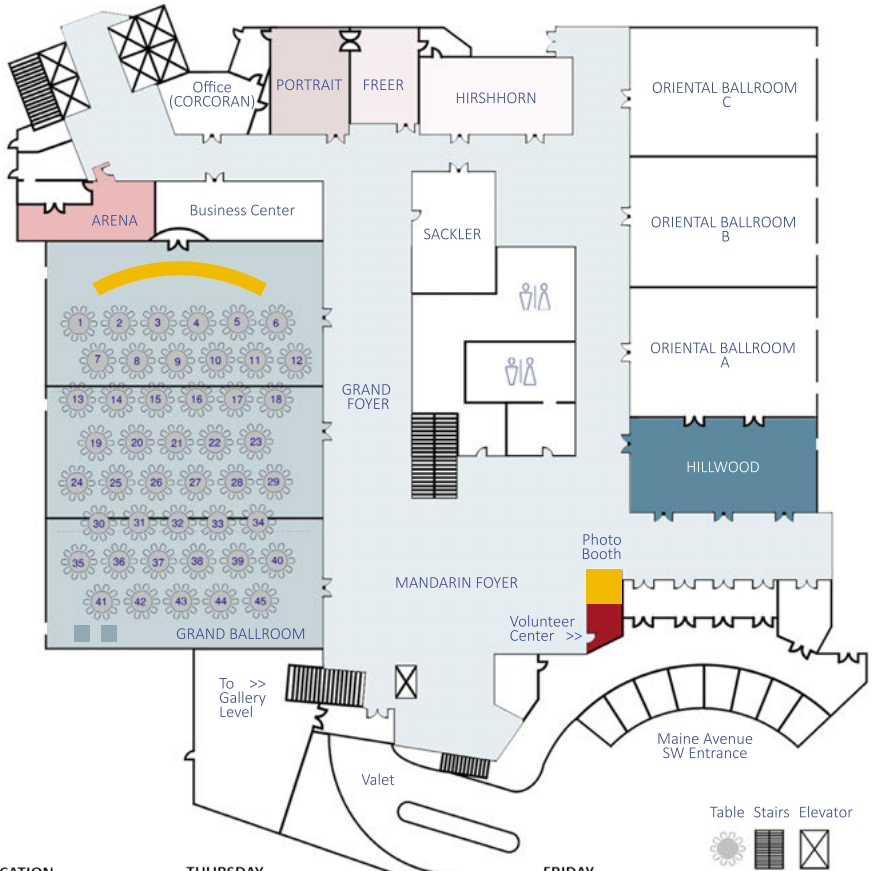 Office
(CORCORAN)
PORTRAIT
FREER
HIRSHHORN
ORIENTAL BALLROOM
C
ARENA
Business Center
SACKLER
ORIENTAL BALLROOM
B
1 2 3 4 5 6
7 8 9 10 11 12
ORIENTAL BALLROOM
A
GRAND
FOYER
13 14 15 16 17 18
19 20 21 22 23
24 25 26 27 28 29
HILLWOOD
30 31 32 33 34
35 36 37 38 39 40
41 42 43 44 45
GRAND BALLROOM
MANDARIN FOYER
Photo
Booth
Volunteer
Center >>
To >>
Gallery
Level
Maine Avenue
SW Entrance
Valet
Table Stairs Elevator
THURSDAY
FRIDAY